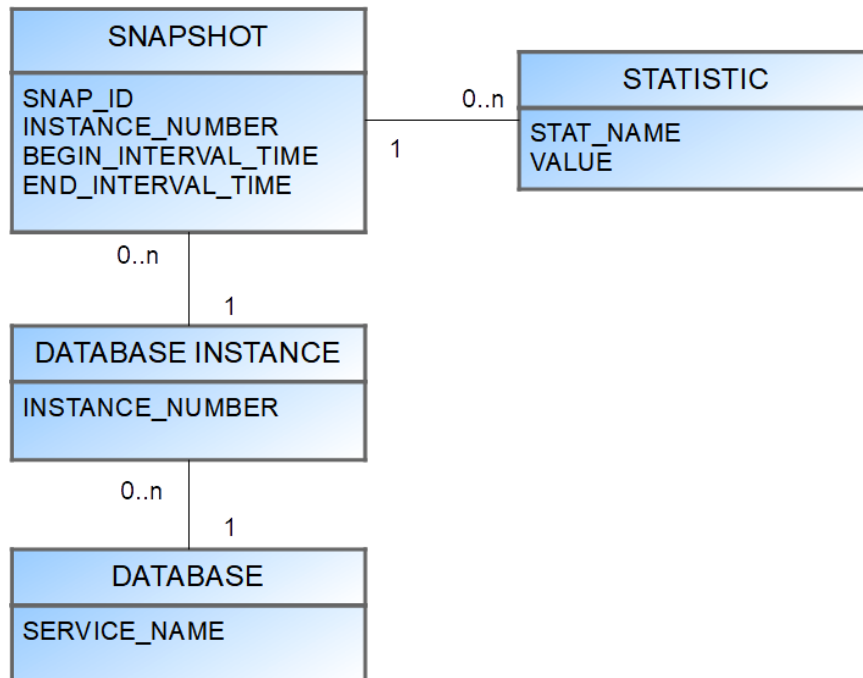 SNAPSHOT
SNAP_ID
INSTANCE_NUMBER
BEGIN_INTERVAL_TIME
END_INTERVAL_TIME
0..n
1
STATISTIC
STAT_NAME
VALUE
0..n
1
DATABASE INSTANCE
INSTANCE_NUMBER
0..n
1
DATABASE
SERVICE_NAME